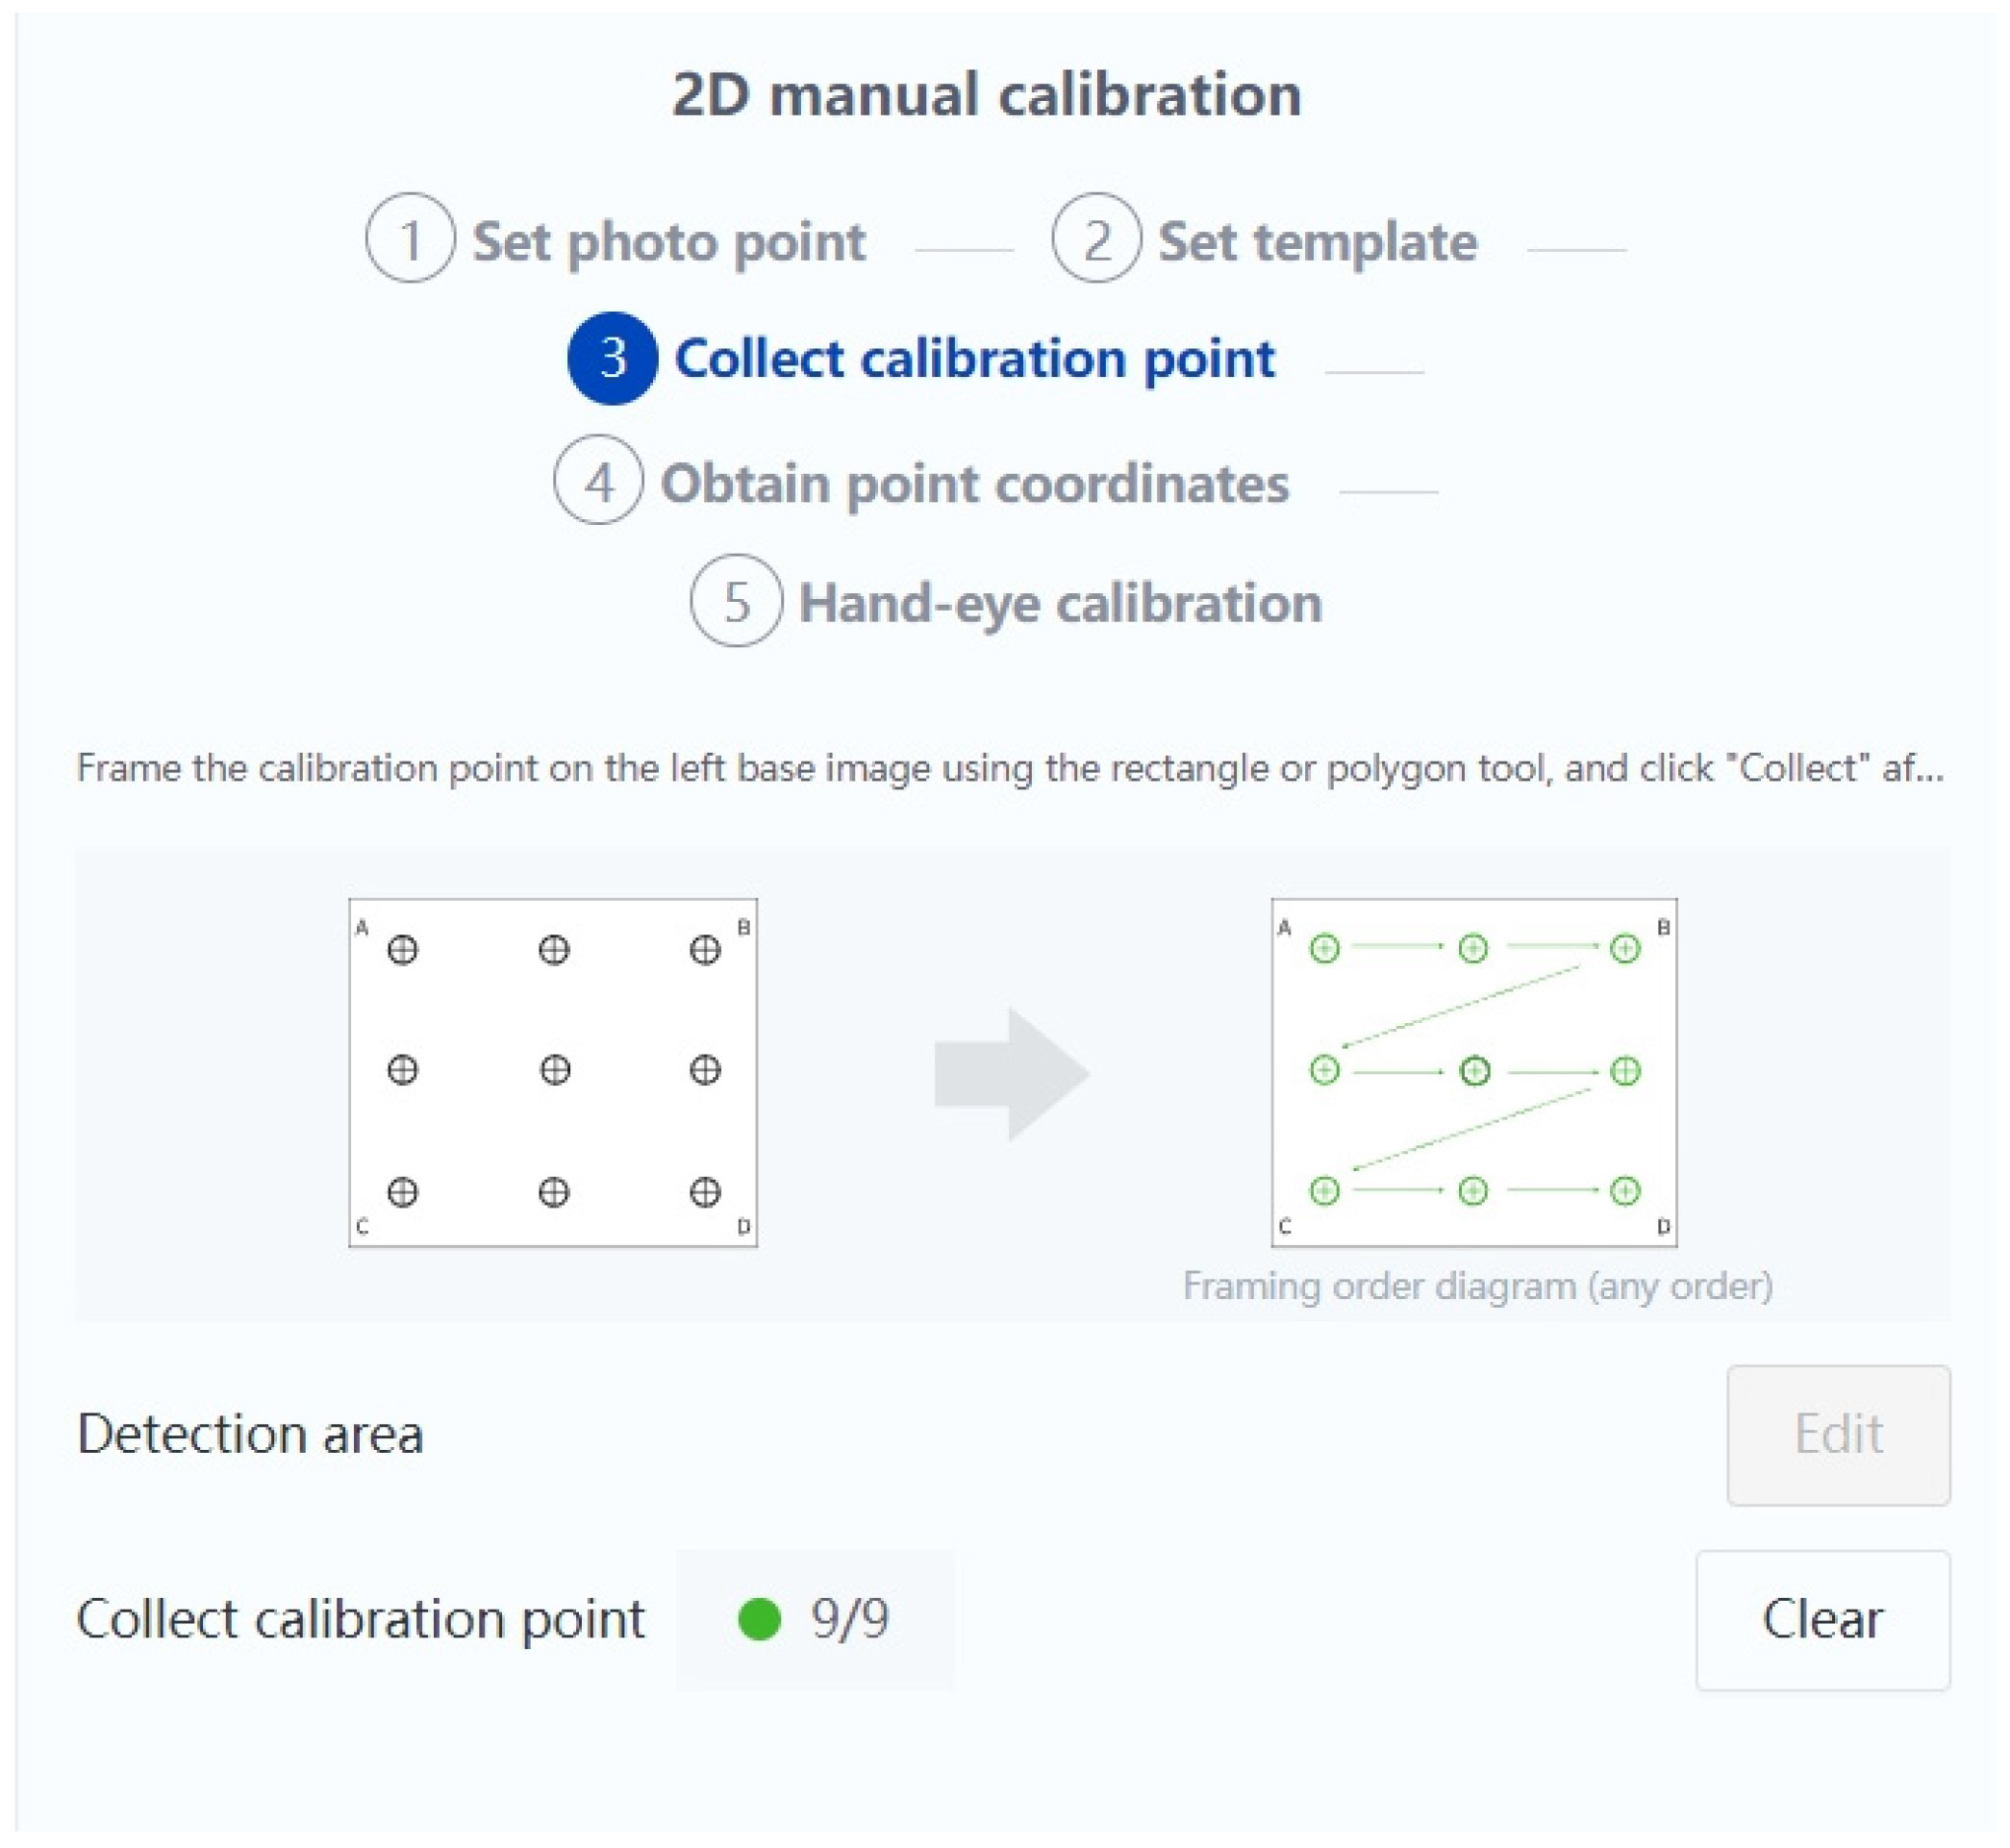 2D manual calibration
1 Set photo point 2 Set template
3 Collect calibration point
4 Obtain point coordinates
5 Hand-eye calibration
Frame the calibration point on the left base image using the rectangle or polygon tool, and click "Collect" af...
A B A B
C D C D
Framing order diagram (any order)
Detection area Edit
Collect calibration point 9/9 Clear